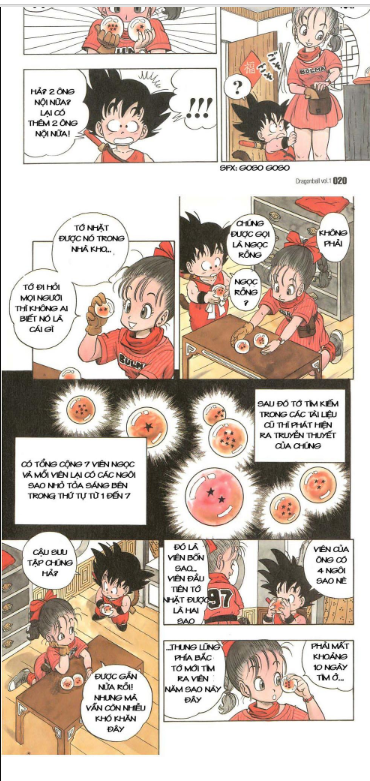 ?
SFX: GOSO GOSO
!!!
HẢ? 2 ÔNG
NỘI NỮA?
LẠI CÓ
THÊM 2 ÔNG
NỘI NỮA!
Dragonball vol.1 020
KHÔNG
PHẢI
CHÚNG
ĐƯỢC GỌI
LÀ NGỌC
RỒNG
NGỌC
RỒNG
?
TỚ NHẶT
ĐƯỢC NÓ TRONG
NHÀ KHO...
TỚ ĐI HỎI
MỌI NGƯỜI
THÌ KHÔNG AI
BIẾT NÓ LÀ
CÁI GÌ
SAU ĐÓ TỚ TÌM KIẾM
TRONG CÁC TÀI LIỆU
CŨ THÌ PHÁT HIỆN
RA TRUYỀN THUYẾT
CỦA CHÚNG
CÓ TỔNG CỘNG 7 VIÊN NGỌC
VÀ MỖI VIÊN LẠI CÓ CÁC NGÔI
SAO NHỎ TỎA SÁNG BÊN
TRONG THỨ TỰ TỪ 1 ĐẾN 7
VIÊN CỦA
ÔNG CÓ
4 NGÔI
SAO NÈ
ĐÓ LÀ
VIÊN BỐN
SAO...
VIÊN ĐẦU
TIÊN TỚ
NHẶT ĐƯỢC
LÀ HAI
SAO
97
PHẢI MẤT
KHOẢNG
10 NGÀY
TÌM Ở...
...THUNG LŨNG
PHÍA BẮC
TỚ MỚI TÌM
RA VIÊN
NĂM SAO NÀY
ĐÂY
CẬU SƯU
TẬP CHÚNG
HẢ?
ĐƯỢC GẦN
NỬA RỒI!
NHƯNG MÀ
VẪN CÒN NHIỀU
KHÓ KHĂN
ĐÂY